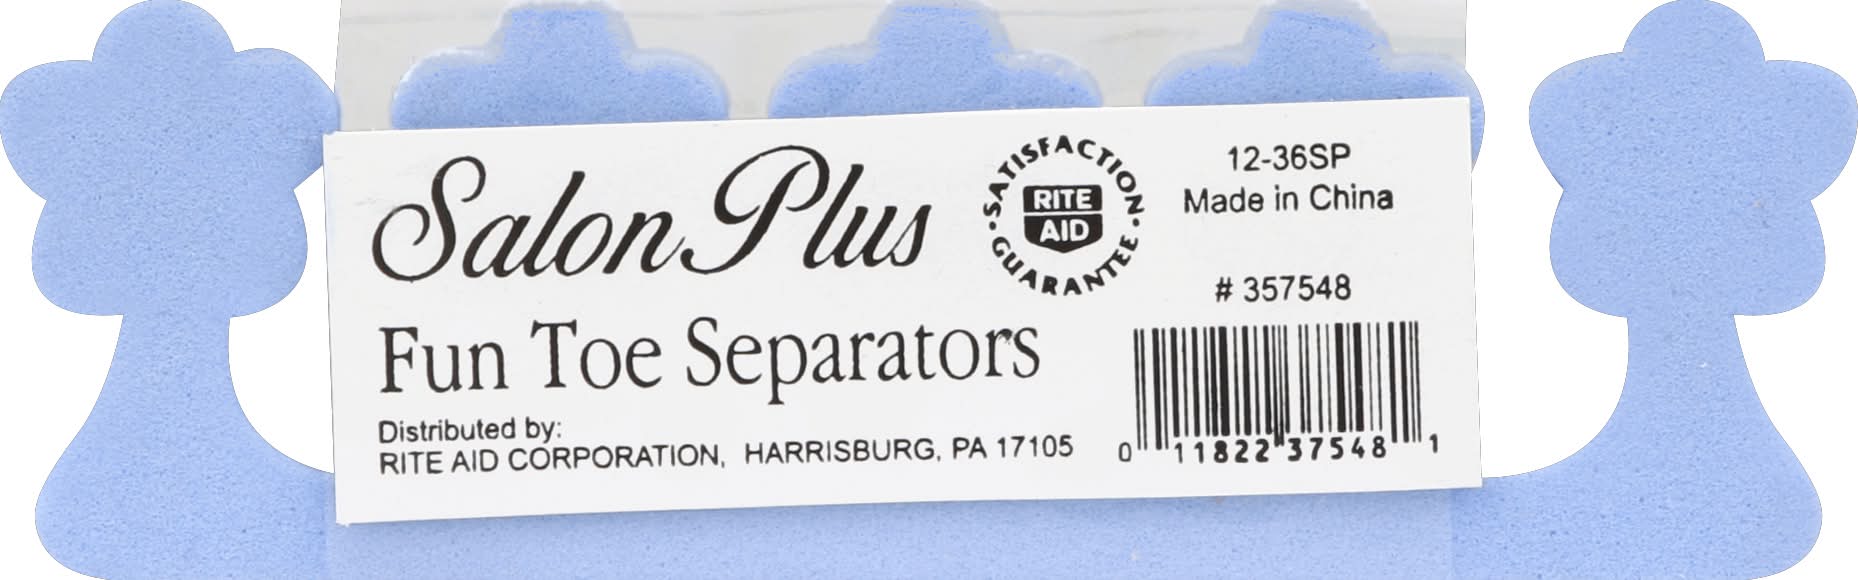 Salon Plus
Fun Toe Separators
Distributed by:
RITE AID CORPORATION, HARRISBURG, PA 17105
·SATISFACTION·
RITE
AID
GUARANTEE
12-36SP
Made in China
# 357548
0 11822 37548 1